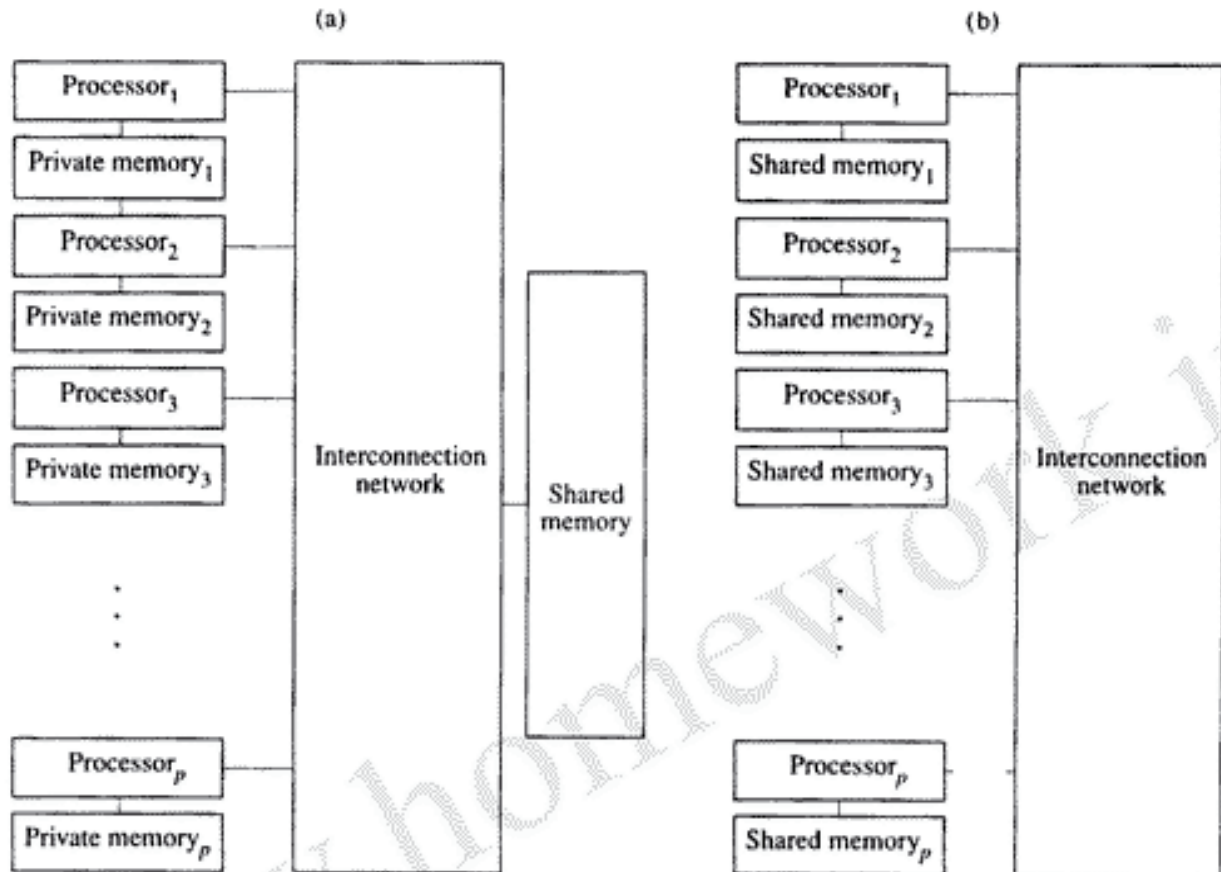 (a)
Processor₁
Private memory₁
Processor₂
Private memory₂
Processor₃
Private memory₃
Interconnection
network
Shared
memory
Processorₚ
Private memoryₚ
(b)
Processor₁
Shared memory₁
Processor₂
Shared memory₂
Processor₃
Shared memory₃
Interconnection
network
Processorₚ
Shared memoryₚ
homework